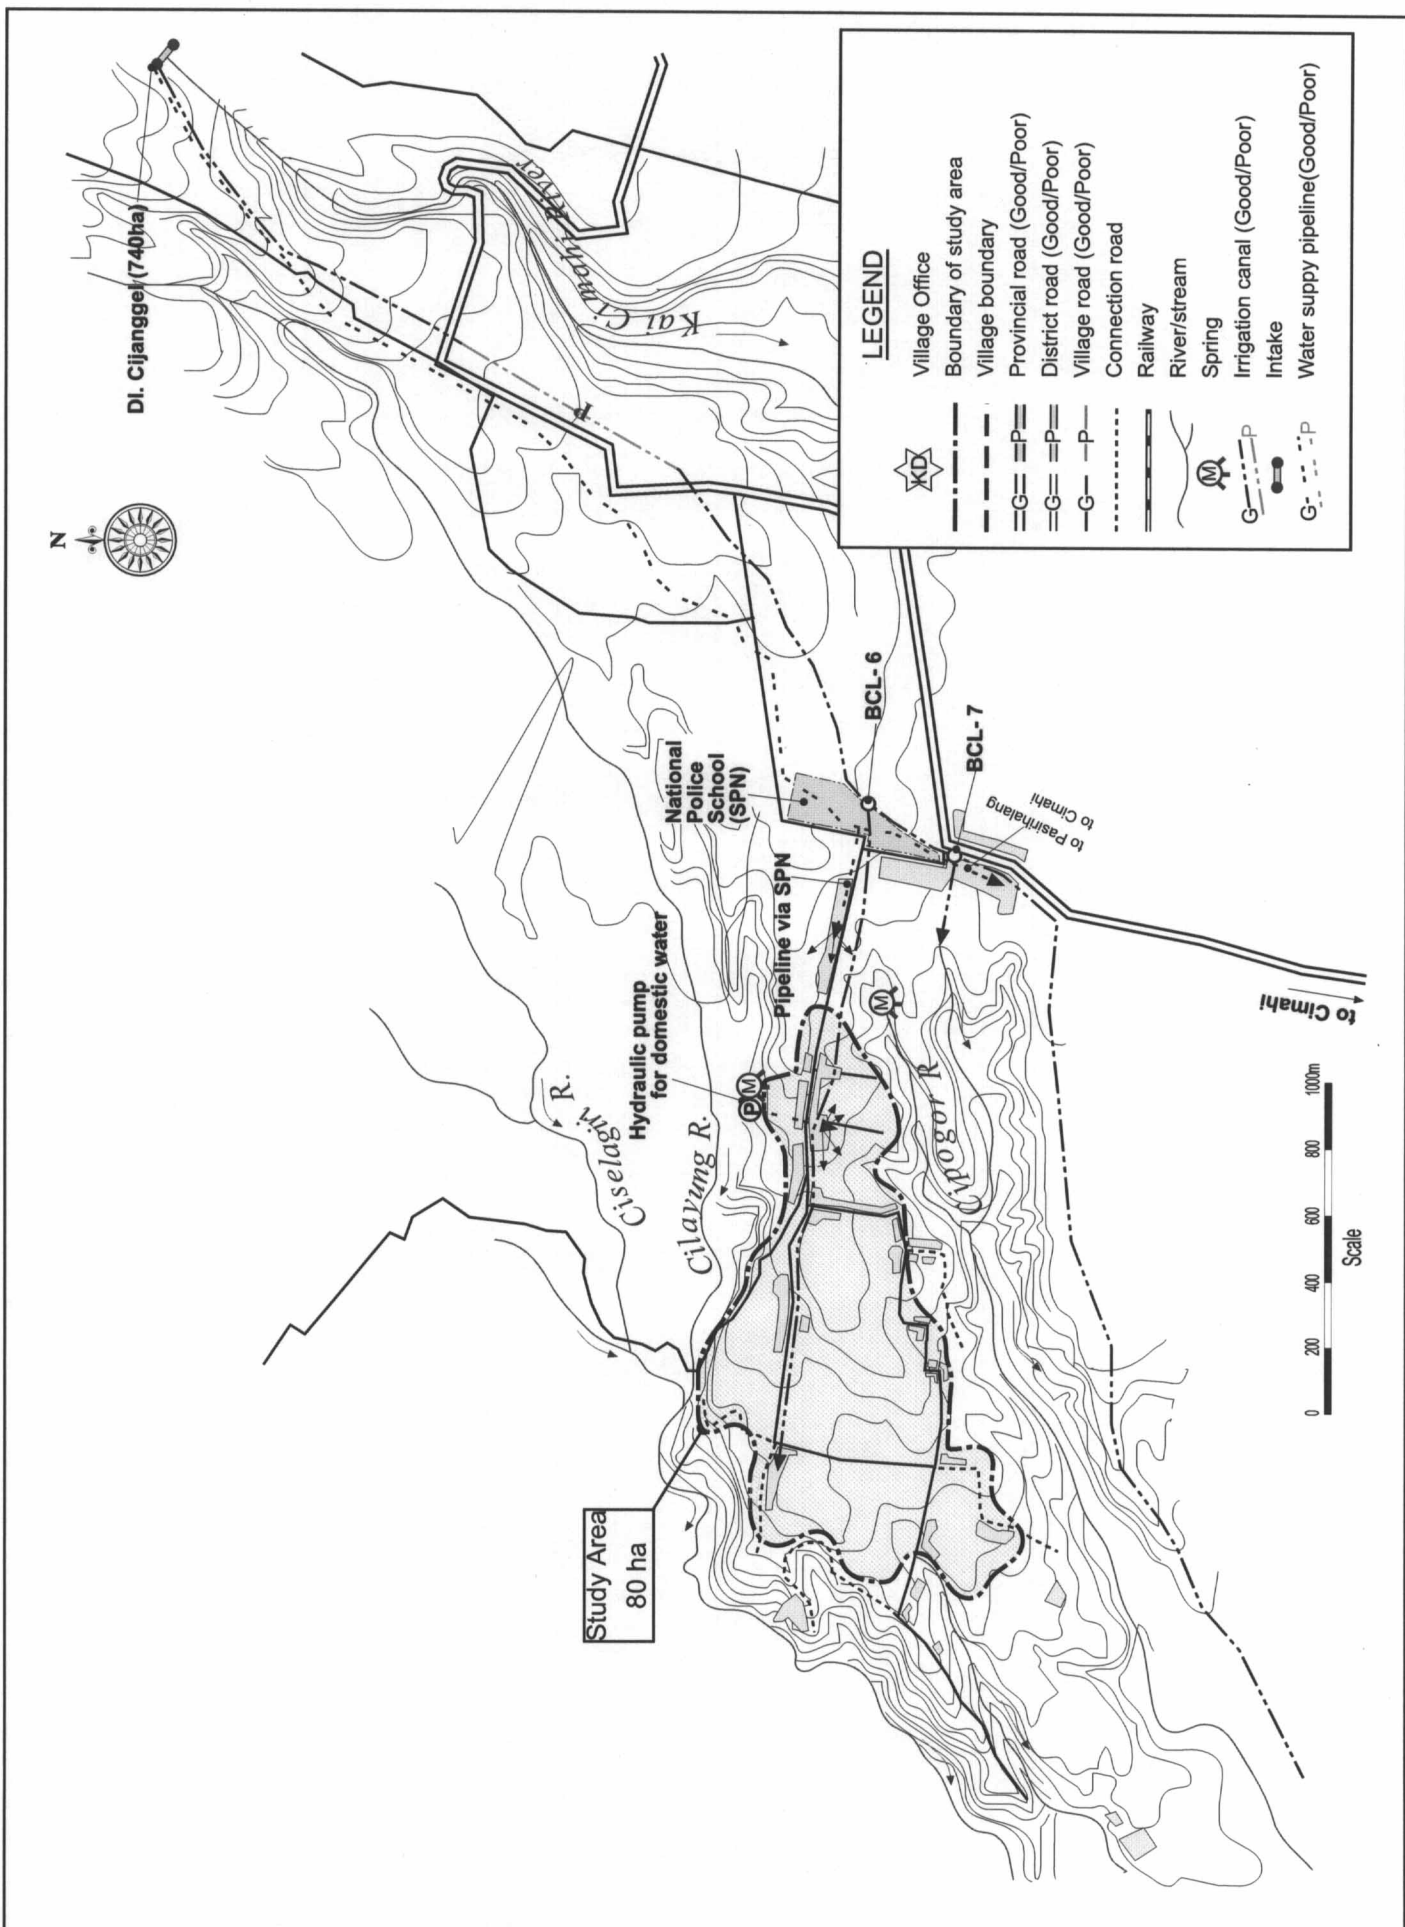 N
DI. Cijanggel (740ha)
Kai Cimahi River
P
National
Police
School
(SPN)
BCL- 6
BCL- 7
to Pasirihalang
to Cimahi
Pipeline via SPN
Hydraulic pump
for domestic water
P
M
M
Ciselagiri R.
Cilayung R.
Cipogor R
to Cimahi
Study Area
80 ha
0 200 400 600 800 1000m
Scale
LEGEND
KD Village Office
Boundary of study area
Village boundary
G P Provincial road (Good/Poor)
G P District road (Good/Poor)
G P Village road (Good/Poor)
Connection road
Railway
River/stream
M Spring
G P Irrigation canal (Good/Poor)
Intake
G P Water suppy pipeline(Good/Poor)